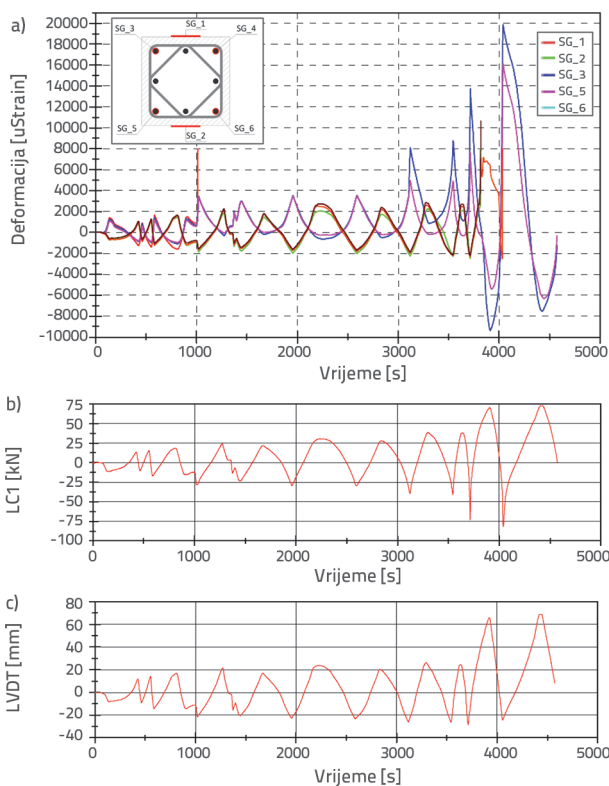 a)
Deformacija [uStrain]
20000
18000
16000
14000
12000
10000
8000
6000
4000
2000
0
-2000
-4000
-6000
-8000
-10000
SG_1
SG_3
SG_4
SG_5
SG_2
SG_6
SG_1
SG_2
SG_3
SG_5
SG_6
0 1000 2000 3000 4000 5000
Vrijeme [s]
b)
LC1 [kN]
75
50
25
0
-25
-50
-75
-100
0 1000 2000 3000 4000 5000
Vrijeme [s]
c)
LVDT [mm]
80
60
40
20
0
-20
-40
0 1000 2000 3000 4000 5000
Vrijeme [s]